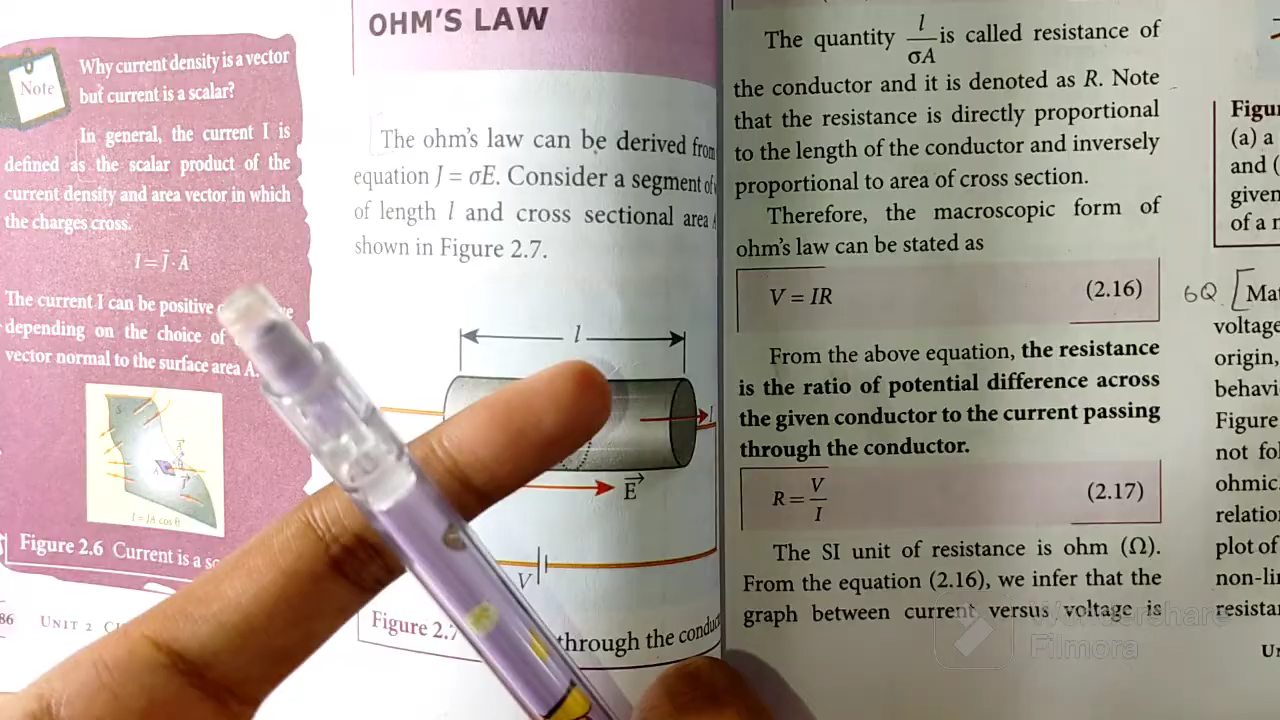 Note
Why current density is a vector
but current is a scalar?
In general, the current I is
defined as the scalar product of the
current density and area vector in which
the charges cross.
I = J⃗ · A⃗
The current I can be positive
depending on the choice of
vector normal to the surface area A.
S
A
I = JA cos θ
Figure 2.6 Current is a
86 UNIT 2
OHM'S LAW
The ohm's law can be derived from
equation J = σE. Consider a segment of
of length l and cross sectional area
shown in Figure 2.7.
l
I
E⃗
V
Figure 2.7
through the
The quantity l/σA is called resistance of
the conductor and it is denoted as R. Note
that the resistance is directly proportional
to the length of the conductor and inversely
proportional to area of cross section.
Therefore, the macroscopic form of
ohm's law can be stated as
V = IR (2.16)
From the above equation, the resistance
is the ratio of potential difference across
the given conductor to the current passing
through the conductor.
R = V/I (2.17)
The SI unit of resistance is ohm (Ω).
From the equation (2.16), we infer that the
graph between current versus voltage is
(a) a
and (
given
of a
6Q
voltage
origin,
Figure
not
ohmic.
plot of
Wondershare
Filmora